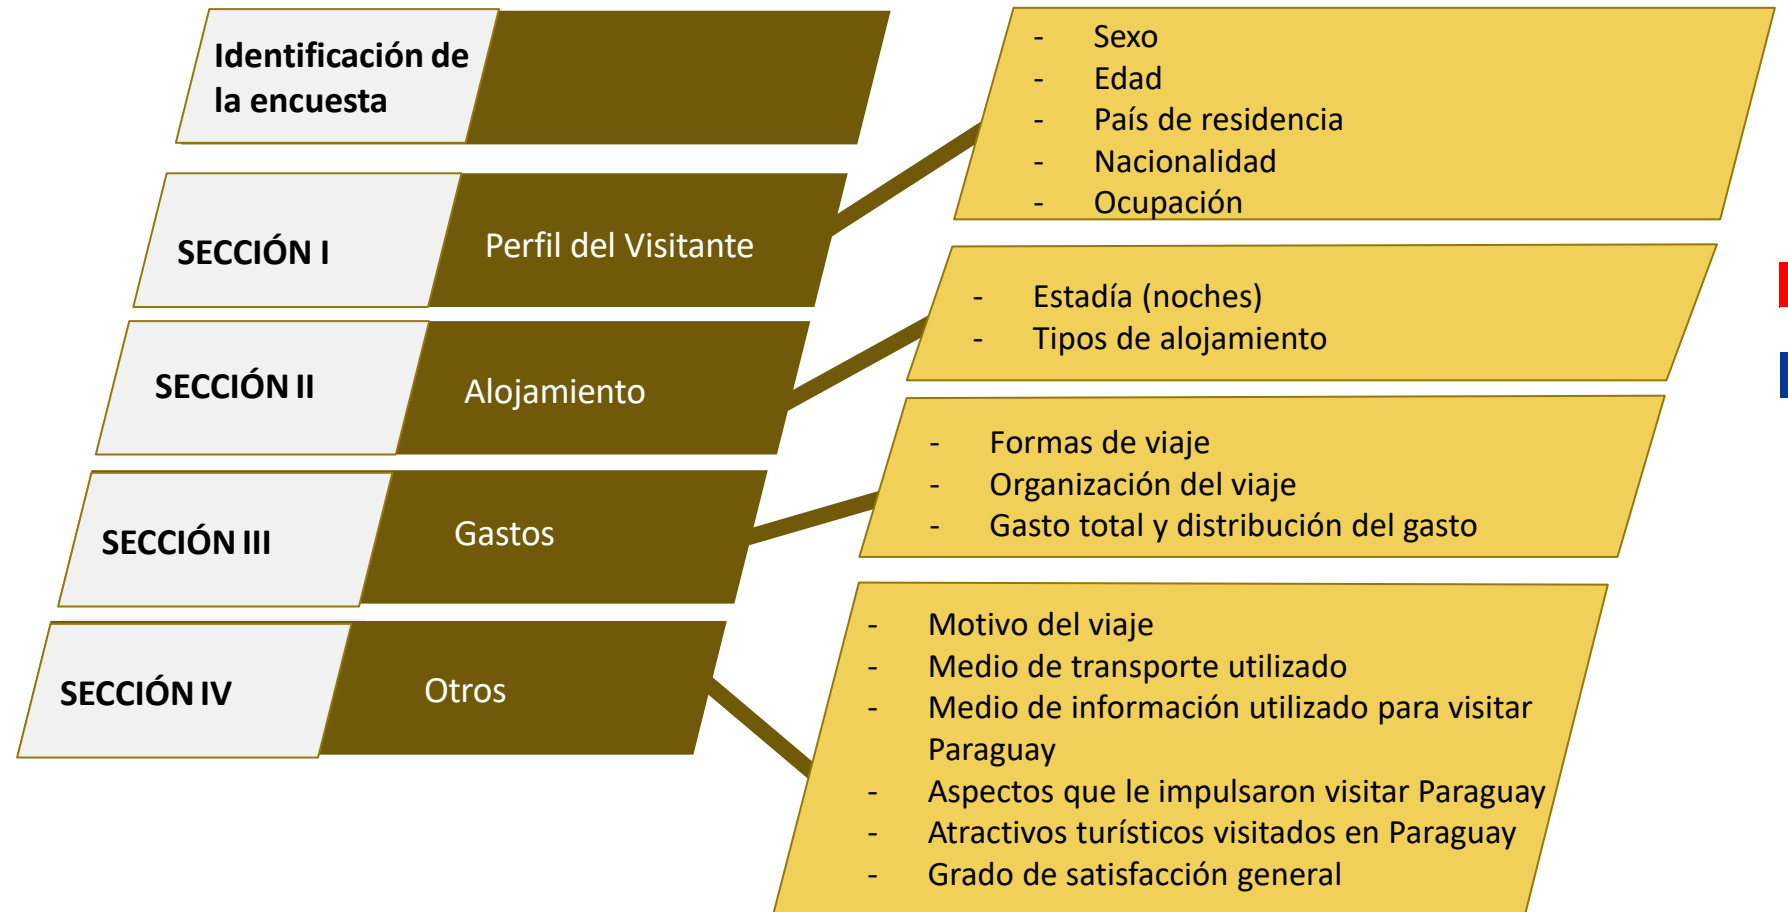 Identificación de
la encuesta
- Sexo
- Edad
- País de residencia
- Nacionalidad
- Ocupación
SECCIÓN I
Perfil del Visitante
- Estadía (noches)
- Tipos de alojamiento
SECCIÓN II
Alojamiento
- Formas de viaje
- Organización del viaje
- Gasto total y distribución del gasto
SECCIÓN III
Gastos
- Motivo del viaje
- Medio de transporte utilizado
- Medio de información utilizado para visitar
Paraguay
- Aspectos que le impulsaron visitar Paraguay
- Atractivos turísticos visitados en Paraguay
- Grado de satisfacción general
SECCIÓN IV
Otros